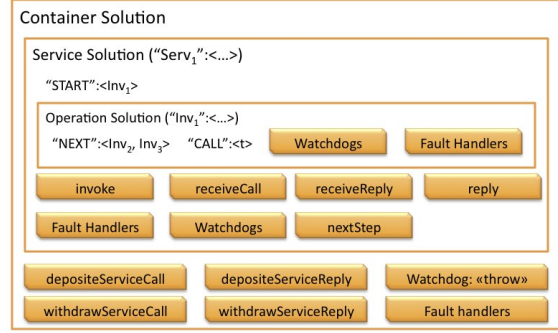 Container Solution
Service Solution (“Serv1”:<...>)
“START”:<Inv1>
Operation Solution (“Inv1”:<...>)
“NEXT”:<Inv2, Inv3> “CALL”:<t> Watchdogs Fault Handlers
invoke receiveCall receiveReply reply
Fault Handlers Watchdogs nextStep
depositeServiceCall depositeServiceReply Watchdog: «throw»
withdrawServiceCall withdrawServiceReply Fault handlers